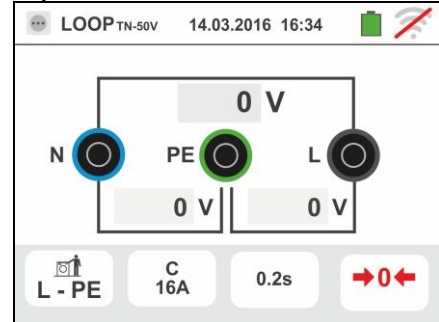 LOOP TN-50V 14.03.2016 16:34
0 V
N PE L
0 V 0 V
L - PE C 16A 0.2s →0←